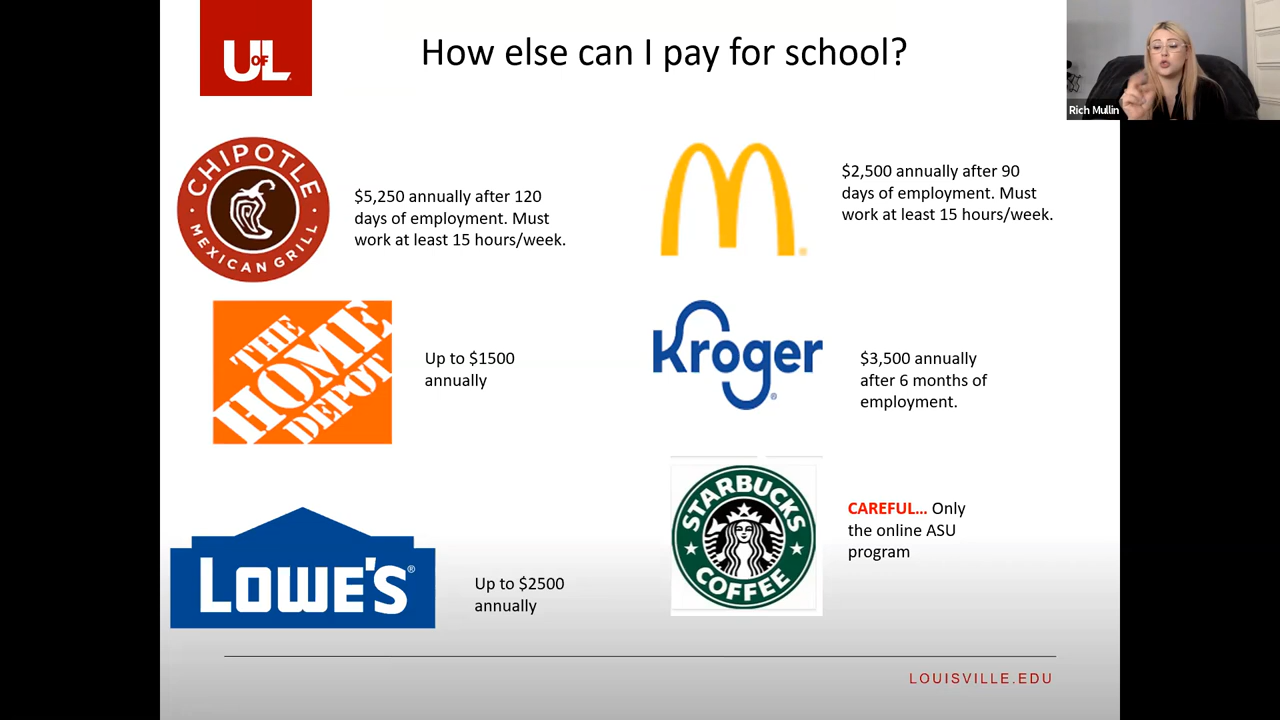 UofL
How else can I pay for school?
Rich Mullin
CHIPOTLE
MEXICAN GRILL
$5,250 annually after 120
days of employment. Must
work at least 15 hours/week.
M
$2,500 annually after 90
days of employment. Must
work at least 15 hours/week.
THE
HOME
DEPOT
Up to $1500
annually
Kroger®
$3,500 annually
after 6 months of
employment.
LOWE'S®
Up to $2500
annually
STARBUCKS
COFFEE
CAREFUL... Only
the online ASU
program
LOUISVILLE.EDU